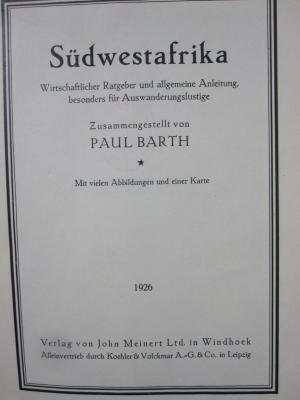 Südwestafrika
Wirtschaftlicher Ratgeber und allgemeine Anleitung,
besonders für Auswanderungslustige
Zusammengestellt von
PAUL BARTH
Mit vielen Abbildungen und einer Karte
1926
Verlag von John Meinert Ltd. in Windhoek
Alleinvertrieb durch Koehler & Volckmar A.-G. & Co. in Leipzig